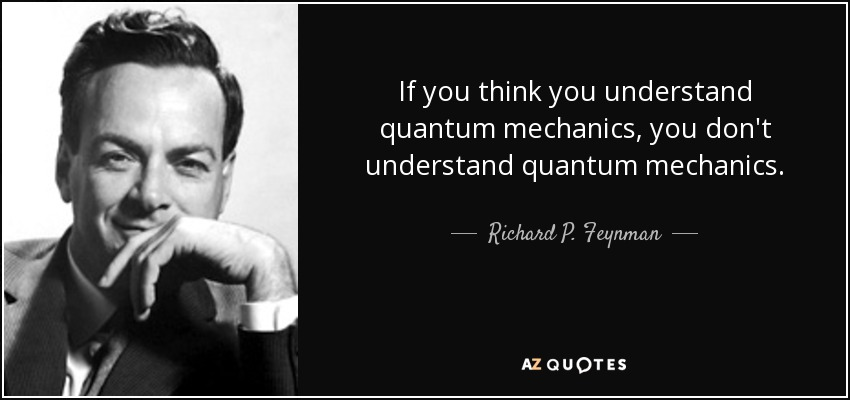 If you think you understand
quantum mechanics, you don't
understand quantum mechanics.
Richard P. Feynman
AZ QUOTES